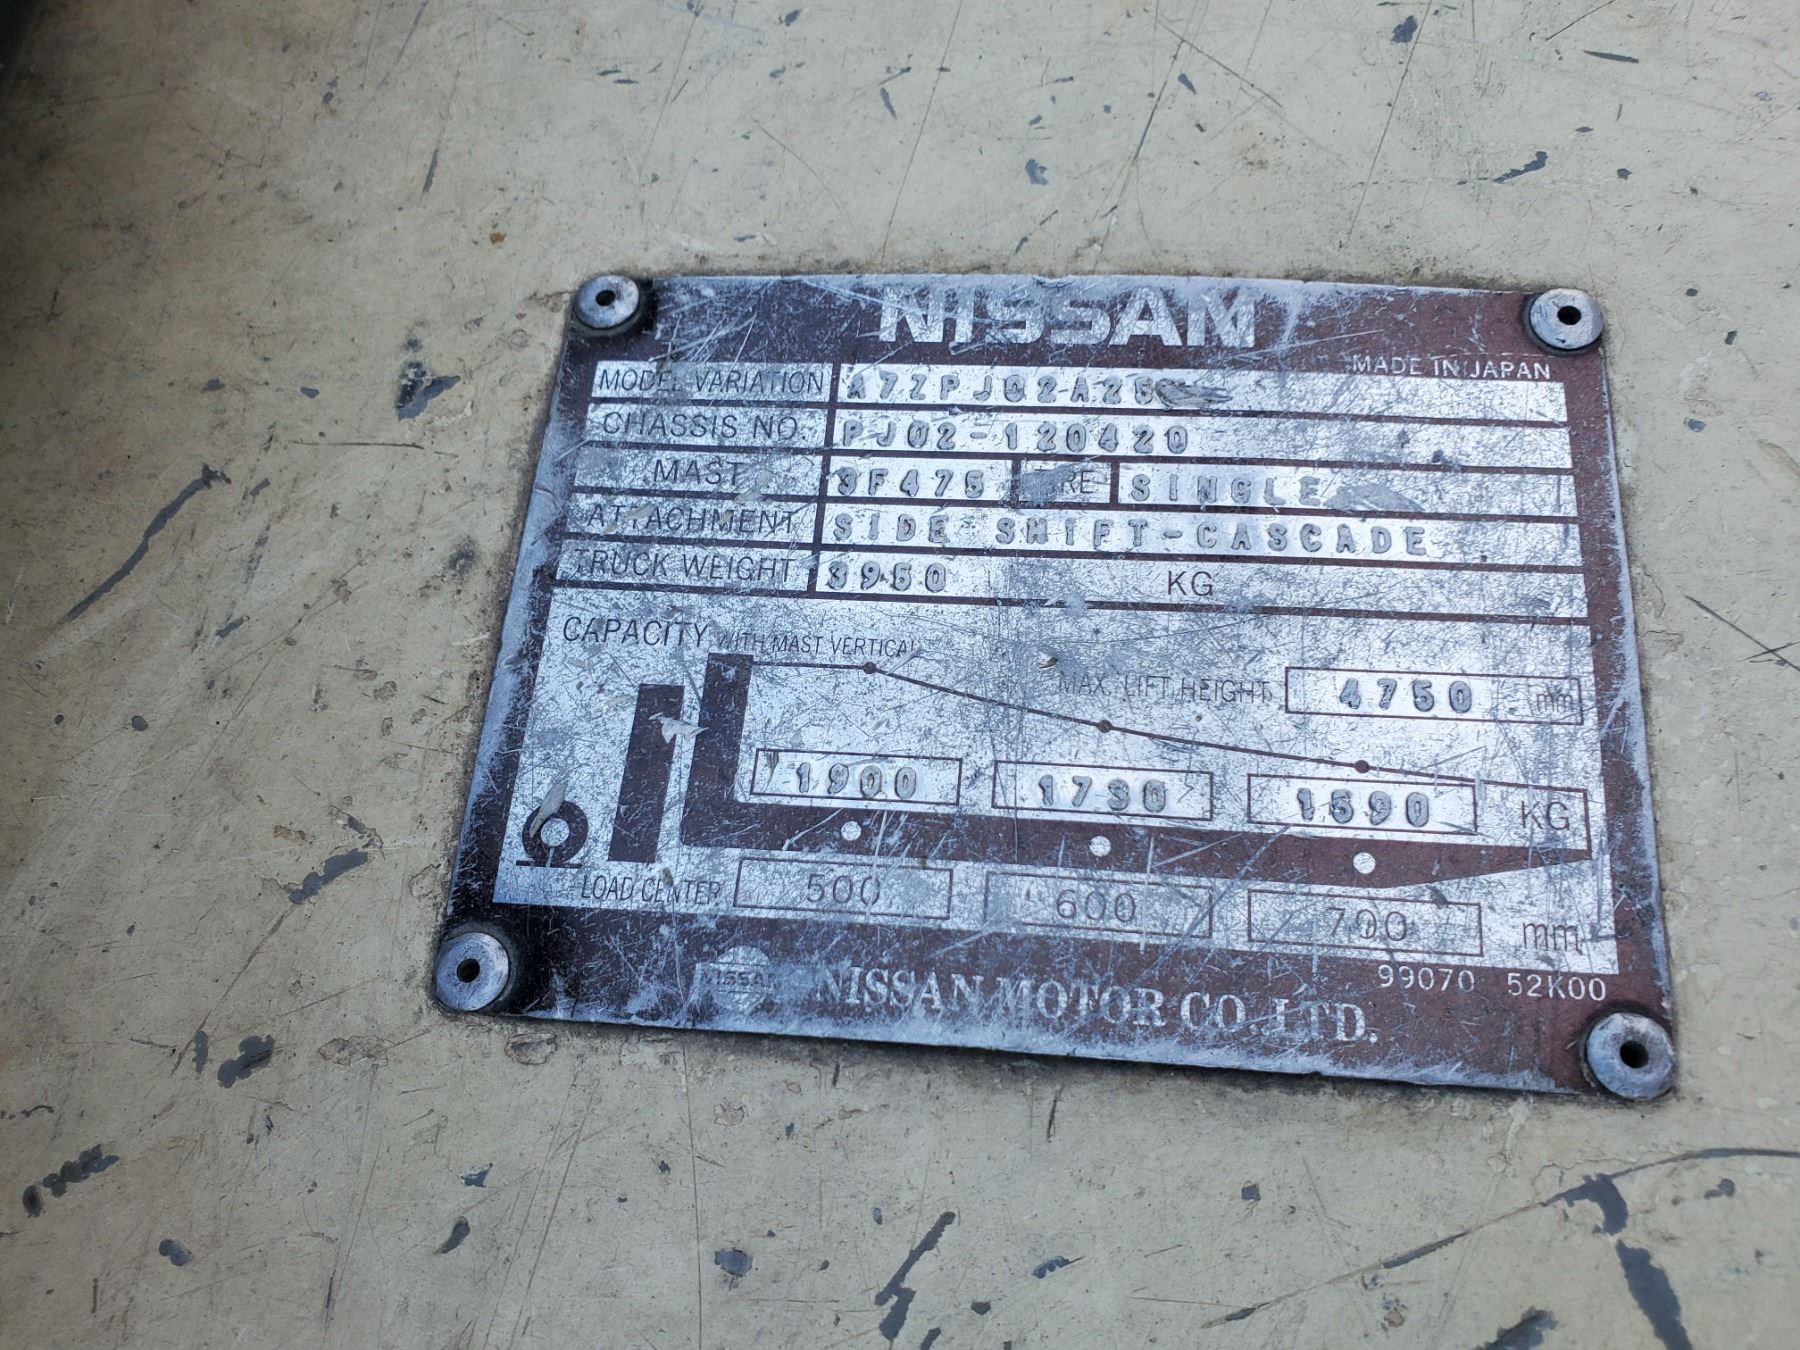 NISSAN
MADE IN JAPAN
MODEL VARIATION A7ZPJ02A25
CHASSIS NO. PJ02-120420
MAST 3F475 SINGLE
ATTACHMENT SIDE SHIFT-CASCADE
TRUCK WEIGHT 3950 KG
CAPACITY WITH MAST VERTICAL
MAX. LIFT HEIGHT 4750 mm
1900 1730 1590 KG
LOAD CENTER 500 600 700 mm
99070 52K00
NISSAN NISSAN MOTOR CO.,LTD.